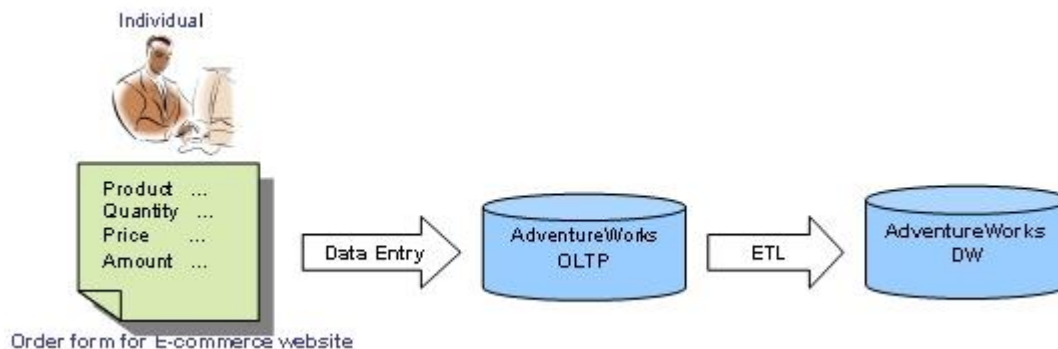 Individual
Product ...
Quantity ...
Price ...
Amount ...
Order form for E-commerce website
Data Entry
AdventureWorks
OLTP
ETL
AdventureWorks
DW